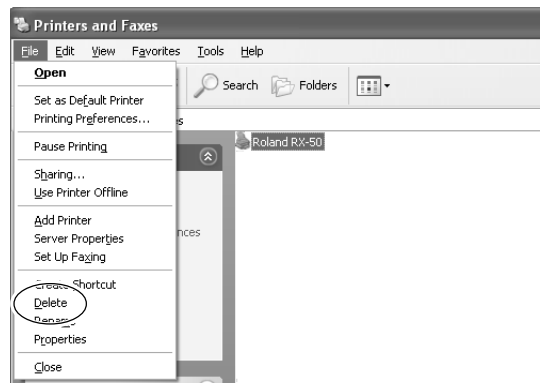 Printers and Faxes
File Edit View Favorites Tools Help
Open
Search Folders
Set as Default Printer
Printing Preferences...
Roland RX-50
Pause Printing
Sharing...
Use Printer Offline
Add Printer
Server Properties
Set Up Faxing
Create Shortcut
Delete
Rename
Properties
Close